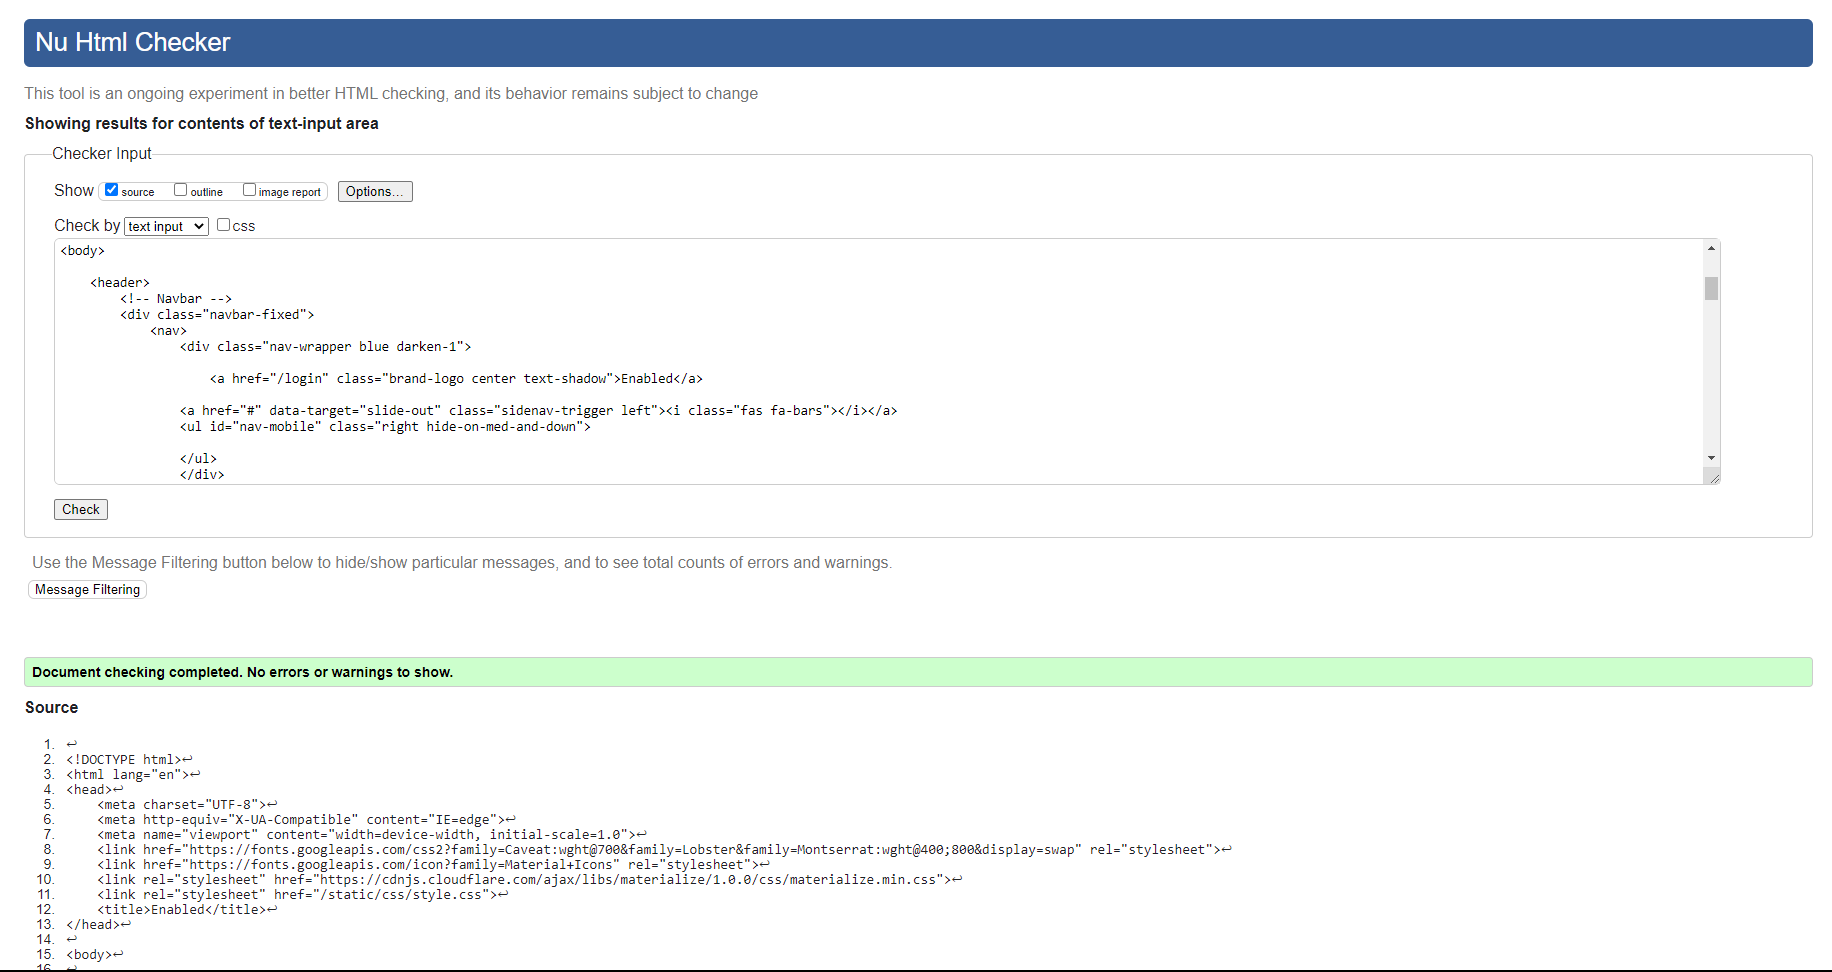 Nu Html Checker
This tool is an ongoing experiment in better HTML checking, and its behavior remains subject to change
Showing results for contents of text-input area
Checker Input
Show source outline image report Options...
Check by text input css
<body>
<header>
<!-- Navbar -->
<div class="navbar-fixed">
<nav>
<div class="nav-wrapper blue darken-1">
<a href="/login" class="brand-logo center text-shadow">Enabled</a>
<a href="#" data-target="slide-out" class="sidenav-trigger left"><i class="fas fa-bars"></i></a>
<ul id="nav-mobile" class="right hide-on-med-and-down">
</ul>
</div>
Check
Use the Message Filtering button below to hide/show particular messages, and to see total counts of errors and warnings.
Message Filtering
Document checking completed. No errors or warnings to show.
Source
1. ↩
2. <!DOCTYPE html>↩
3. <html lang="en">↩
4. <head>↩
5. <meta charset="UTF-8">↩
6. <meta http-equiv="X-UA-Compatible" content="IE=edge">↩
7. <meta name="viewport" content="width=device-width, initial-scale=1.0">↩
8. <link href="https://fonts.googleapis.com/css2?family=Caveat:wght@700&family=Lobster&family=Montserrat:wght@400;800&display=swap" rel="stylesheet">↩
9. <link href="https://fonts.googleapis.com/icon?family=Material+Icons" rel="stylesheet">↩
10. <link rel="stylesheet" href="https://cdnjs.cloudflare.com/ajax/libs/materialize/1.0.0/css/materialize.min.css">↩
11. <link rel="stylesheet" href="/static/css/style.css">↩
12. <title>Enabled</title>↩
13. </head>↩
14. ↩
15. <body>↩
16. ↩